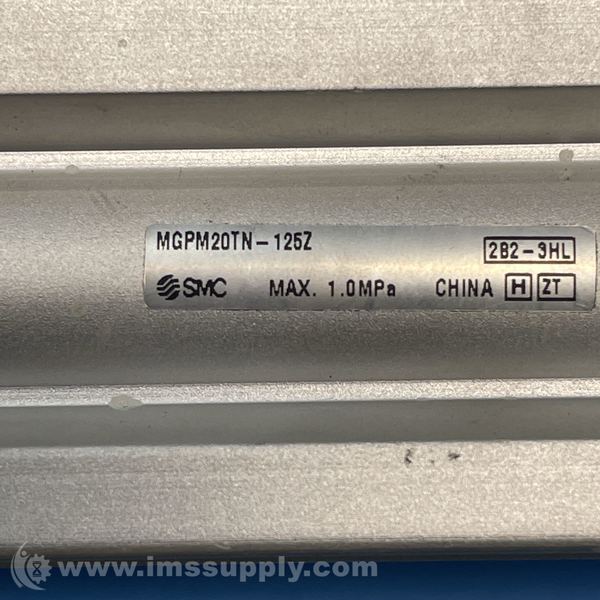 MGPM20TN-125Z 2B2-3HL
SMC MAX. 1.0MPa CHINA H ZT
www.imssupply.com